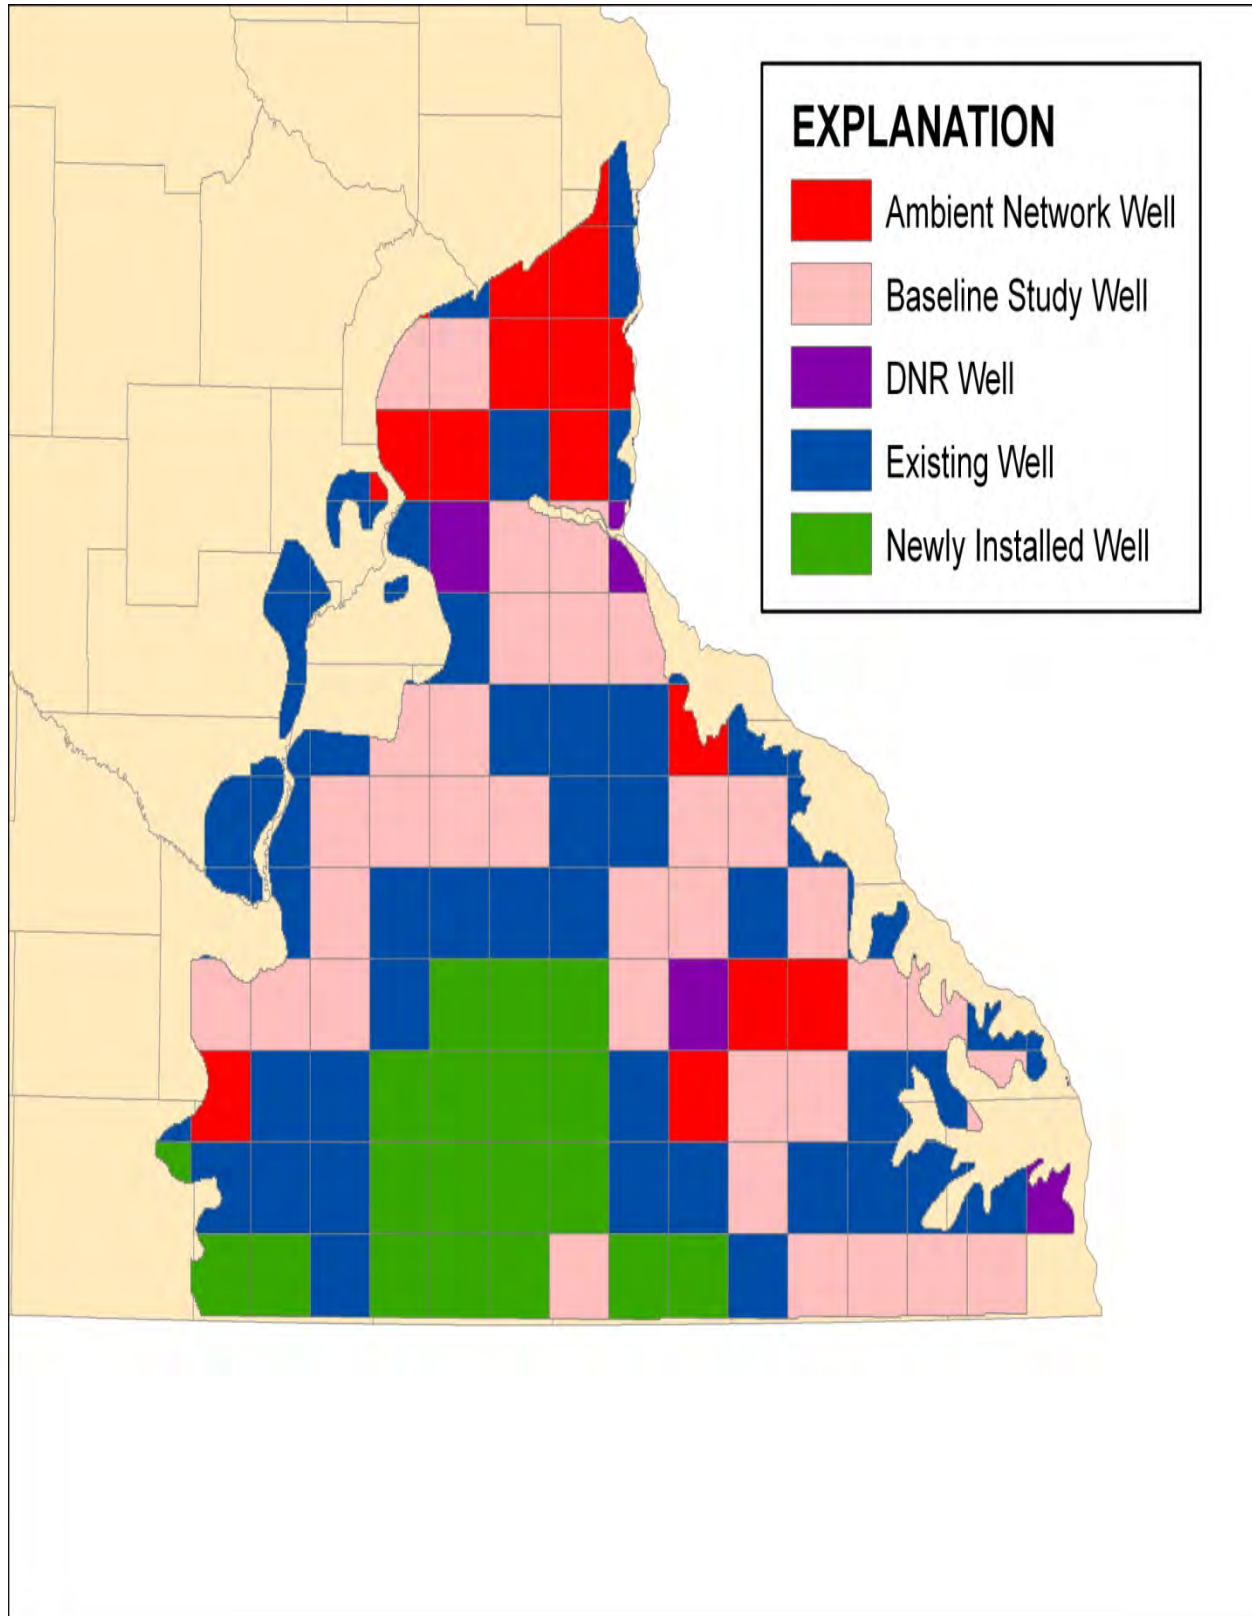 EXPLANATION
Ambient Network Well
Baseline Study Well
DNR Well
Existing Well
Newly Installed Well